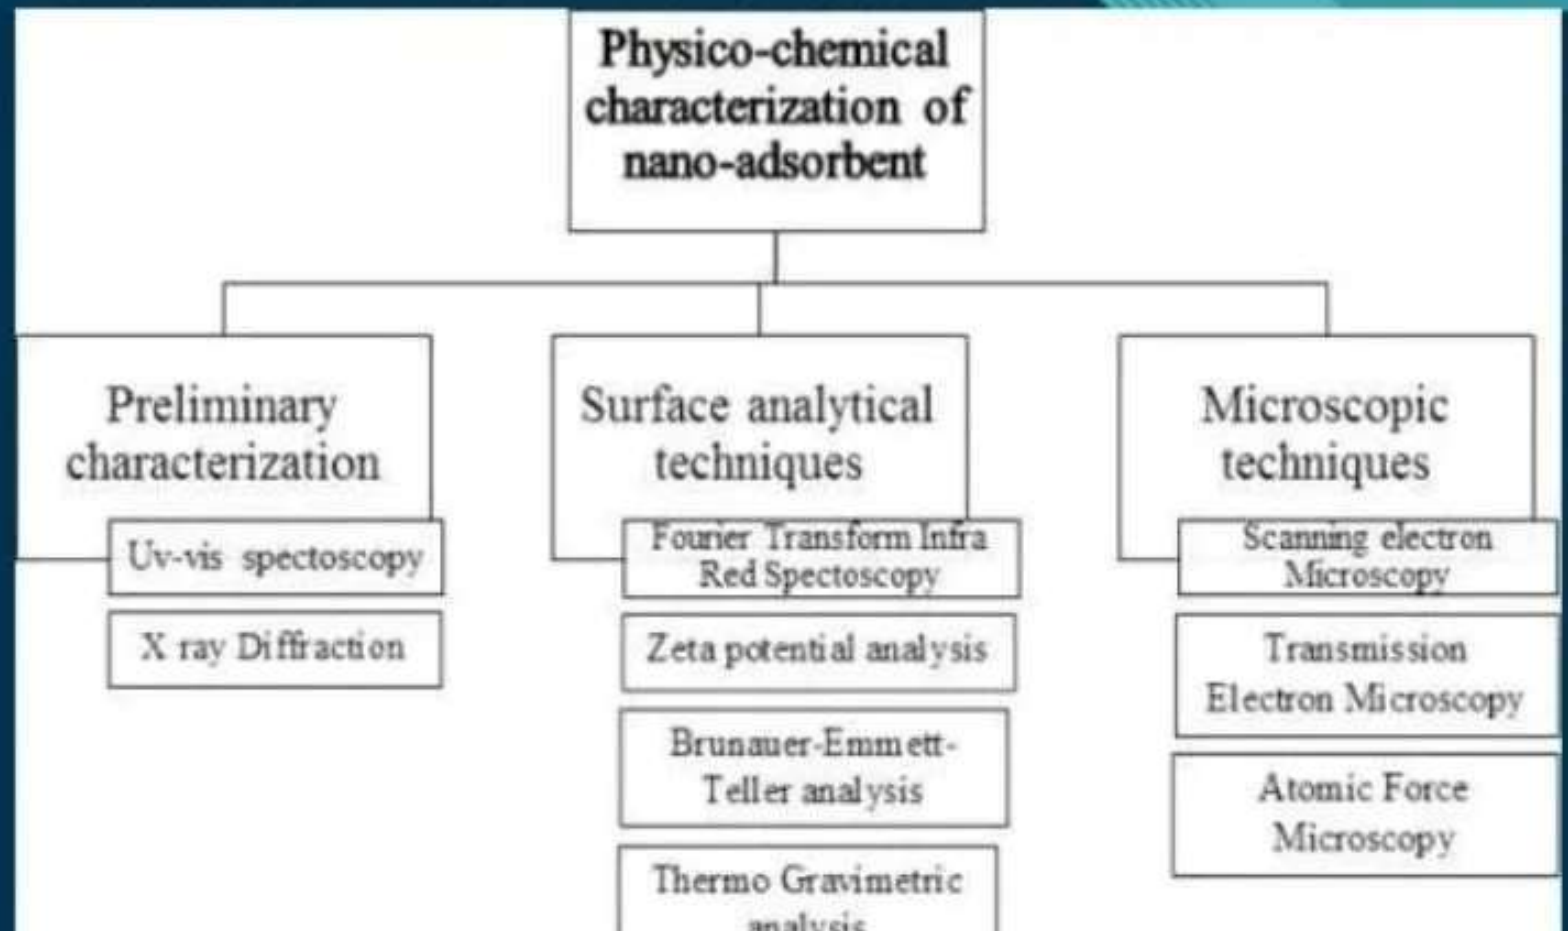 Physico-chemical
characterization of
nano-adsorbent
Preliminary
characterization
Uv-vis spectoscopy
X ray Diffraction
Surface analytical
techniques
Fourier Transform Infra
Red Spectoscopy
Zeta potential analysis
Brunauer-Emmett-
Teller analysis
Thermo Gravimetric
analysis
Microscopic
techniques
Scanning electron
Microscopy
Transmission
Electron Microscopy
Atomic Force
Microscopy